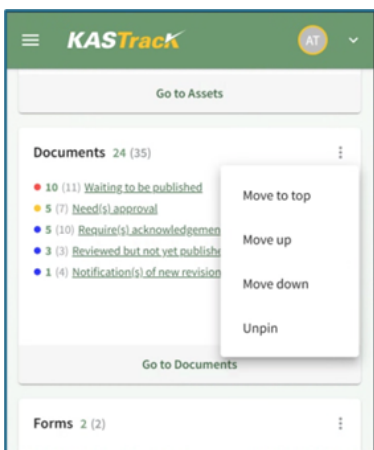 KASTracK
AT
Go to Assets
Documents 24 (35)
10 (11) Waiting to be published
5 (7) Need(s) approval
5 (10) Require(s) acknowledgemen
3 (3) Reviewed but not yet publishe
1 (4) Notification(s) of new revision
Move to top
Move up
Move down
Unpin
Go to Documents
Forms 2 (2)